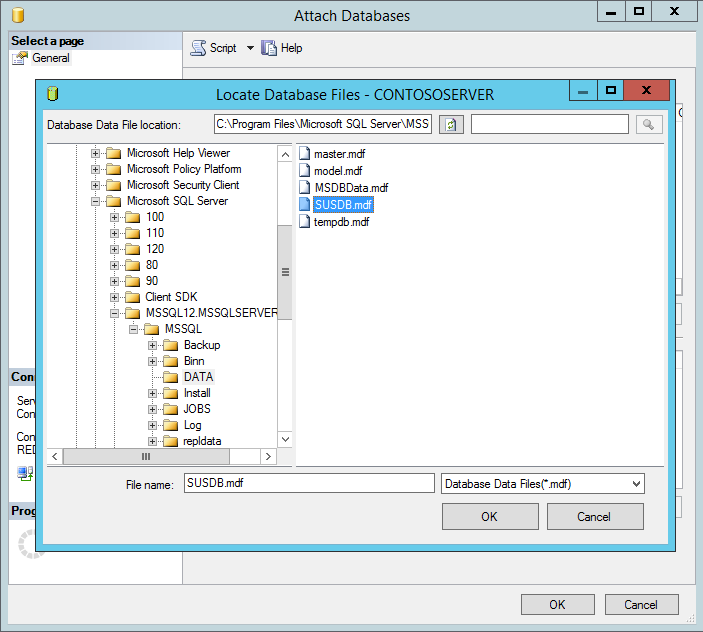 Attach Databases
Select a page
General
Script
Help
Locate Database Files - CONTOSOSERVER
Database Data File location:
C:\Program Files\Microsoft SQL Server\MSS
Microsoft Help Viewer
Microsoft Policy Platform
Microsoft Security Client
Microsoft SQL Server
100
110
120
80
90
Client SDK
MSSQL12.MSSQLSERVER
MSSQL
Backup
Binn
DATA
Install
JOBS
Log
repldata
master.mdf
model.mdf
MSDBData.mdf
SUSDB.mdf
tempdb.mdf
File name:
SUSDB.mdf
Database Data Files(*.mdf)
OK
Cancel
Con
Serv
Con
Con
RED
Prog
OK
Cancel